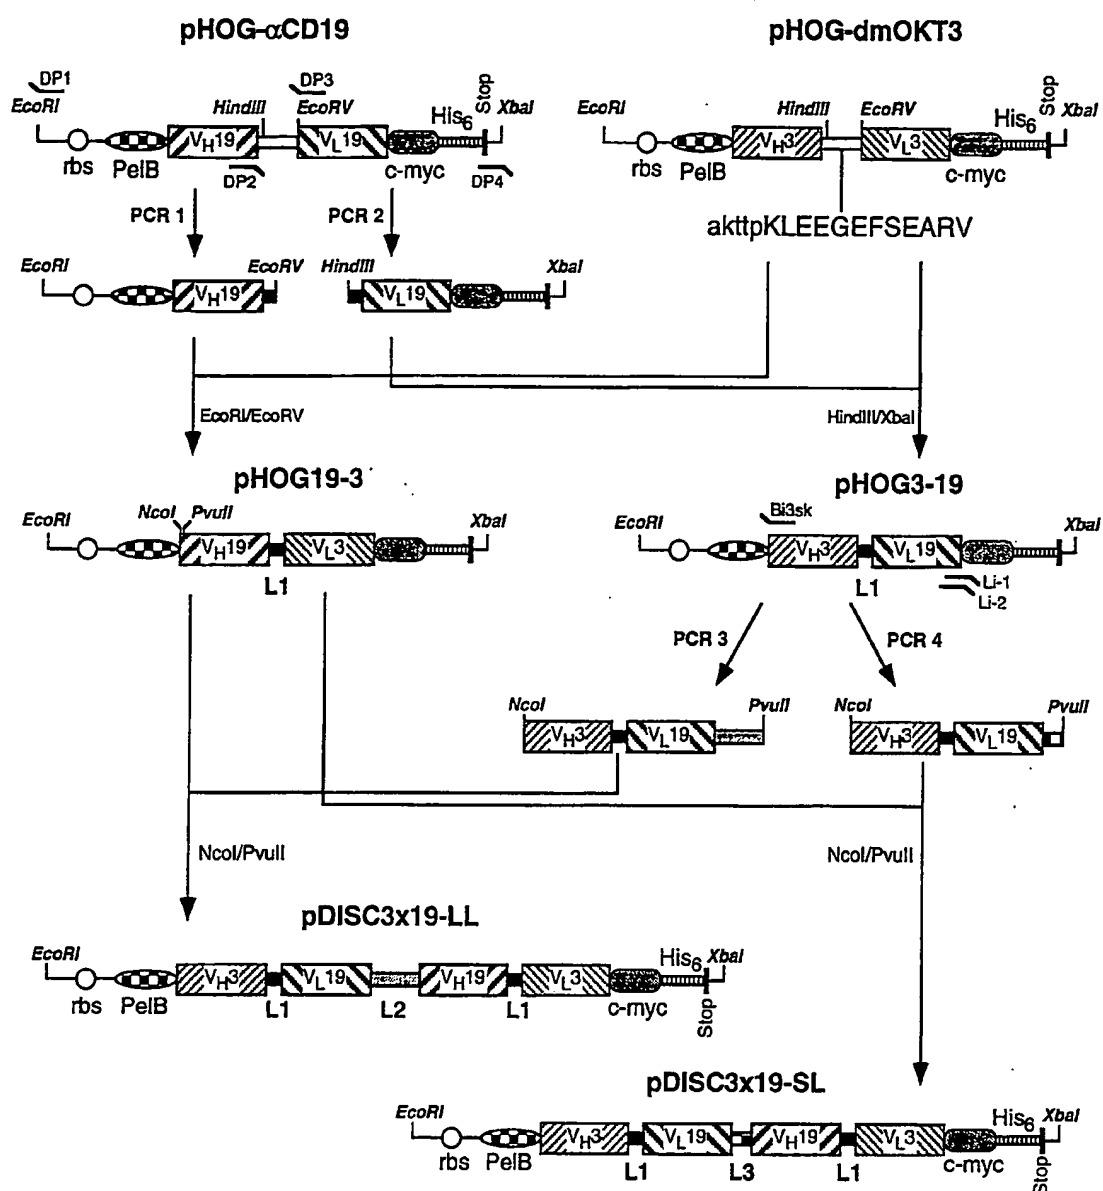 pHOG-αCD19
pHOG-dmOKT3
DP1
DP3
EcoRI
HindIII
EcoRV
His6
Stop
XbaI
VH19
VL19
rbs
PelB
DP2
c-myc
DP4
EcoRI
HindIII
EcoRV
His6
Stop
XbaI
VH3
VL3
rbs
PelB
c-myc
PCR 1
PCR 2
akttpKLEEGEFSEARV
EcoRI
EcoRV
HindIII
XbaI
VH19
VL19
EcoRI/EcoRV
HindIII/XbaI
pHOG19-3
pHOG3-19
EcoRI
NcoI
PvuII
XbaI
VH19
VL3
L1
EcoRI
Bi3sk
XbaI
VH3
VL19
L1
Li-1
Li-2
PCR 3
PCR 4
NcoI
PvuII
VH3
VL19
NcoI
PvuII
VH3
VL19
NcoI/PvuII
NcoI/PvuII
pDISC3x19-LL
EcoRI
His6
XbaI
VH3
VL19
VH19
VL3
rbs
PelB
L1
L2
L1
c-myc
Stop
pDISC3x19-SL
EcoRI
His6
XbaI
VH3
VL19
VH19
VL3
rbs
PelB
L1
L3
L1
c-myc
Stop